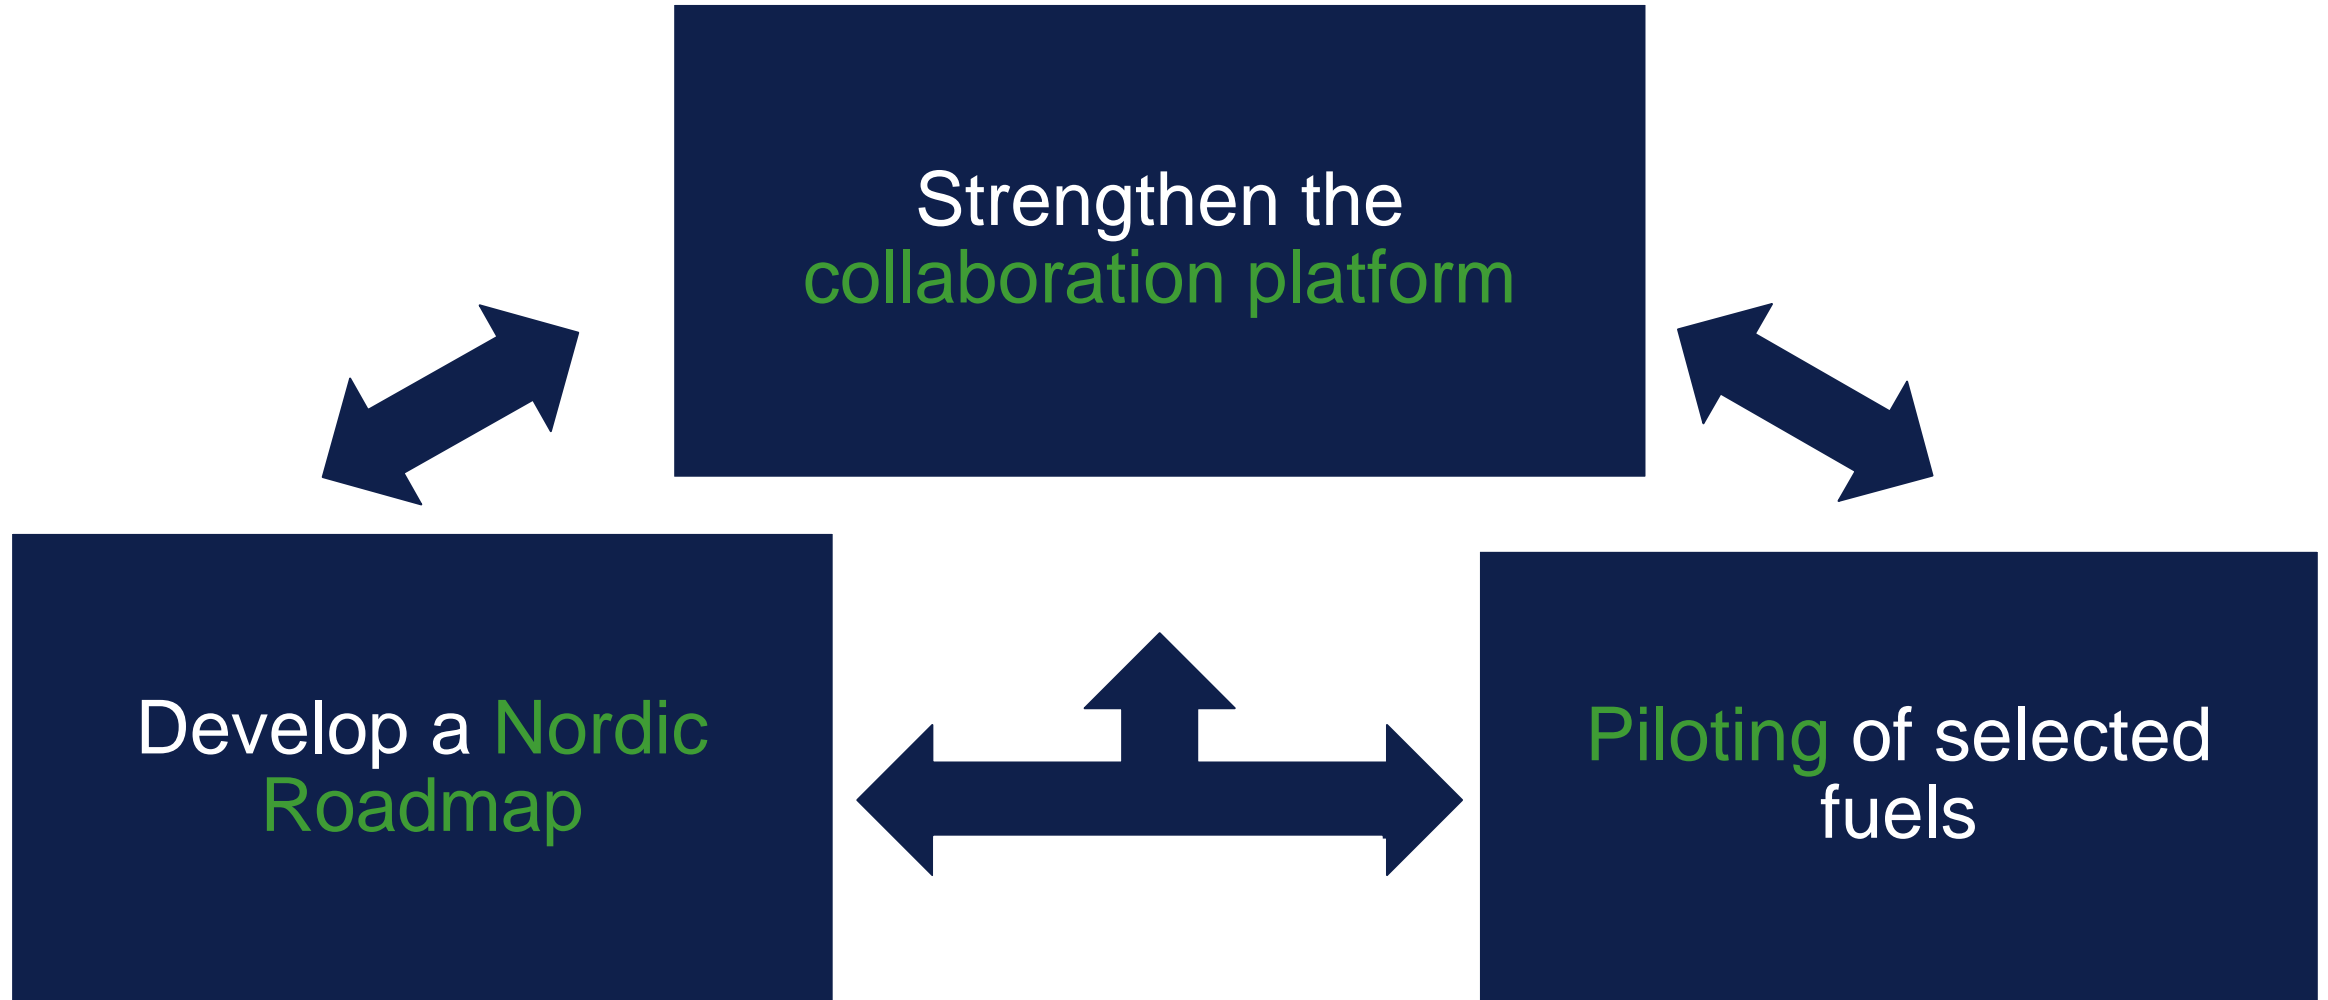 Strengthen the
collaboration platform
Develop a Nordic
Roadmap
Piloting of selected
fuels